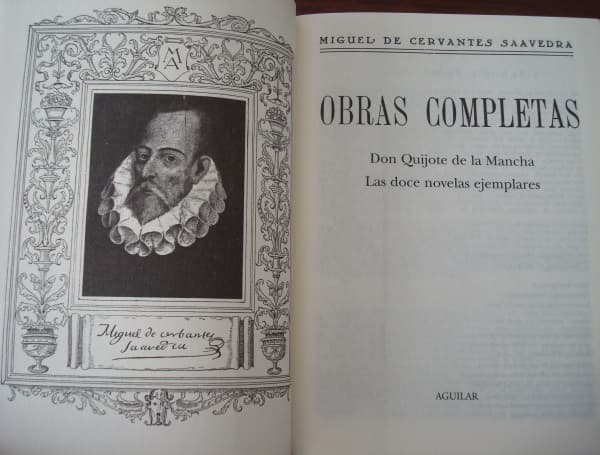 Miguel de cerbantes
Saavedra
MIGUEL DE CERVANTES SAAVEDRA
OBRAS COMPLETAS
Don Quijote de la Mancha
Las doce novelas ejemplares
AGUILAR